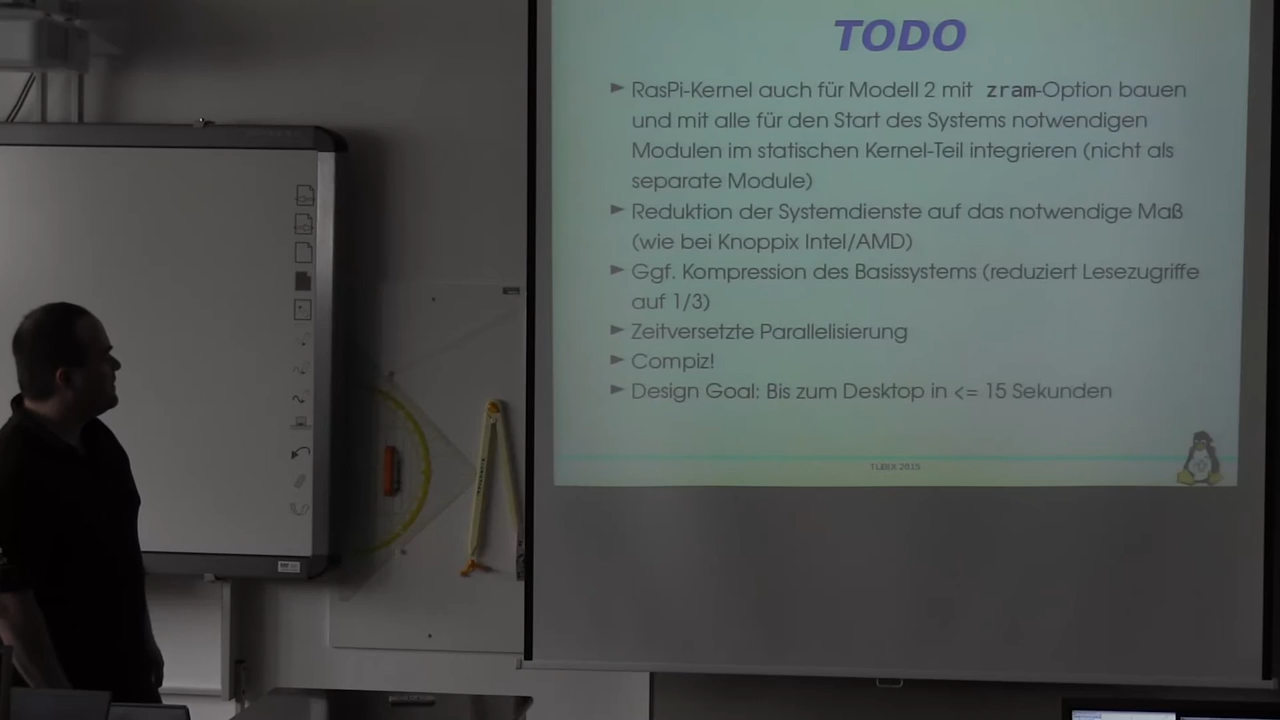 TODO
RasPi-Kernel auch für Modell 2 mit zram-Option bauen
und mit alle für den Start des Systems notwendigen
Modulen im statischen Kernel-Teil integrieren (nicht als
separate Module)
Reduktion der Systemdienste auf das notwendige Maß
(wie bei Knoppix Intel/AMD)
Ggf. Kompression des Basissystems (reduziert Lesezugriffe
auf 1/3)
Zeitversetzte Parallelisierung
Compiz!
Design Goal: Bis zum Desktop in <= 15 Sekunden
TUBIX 2015